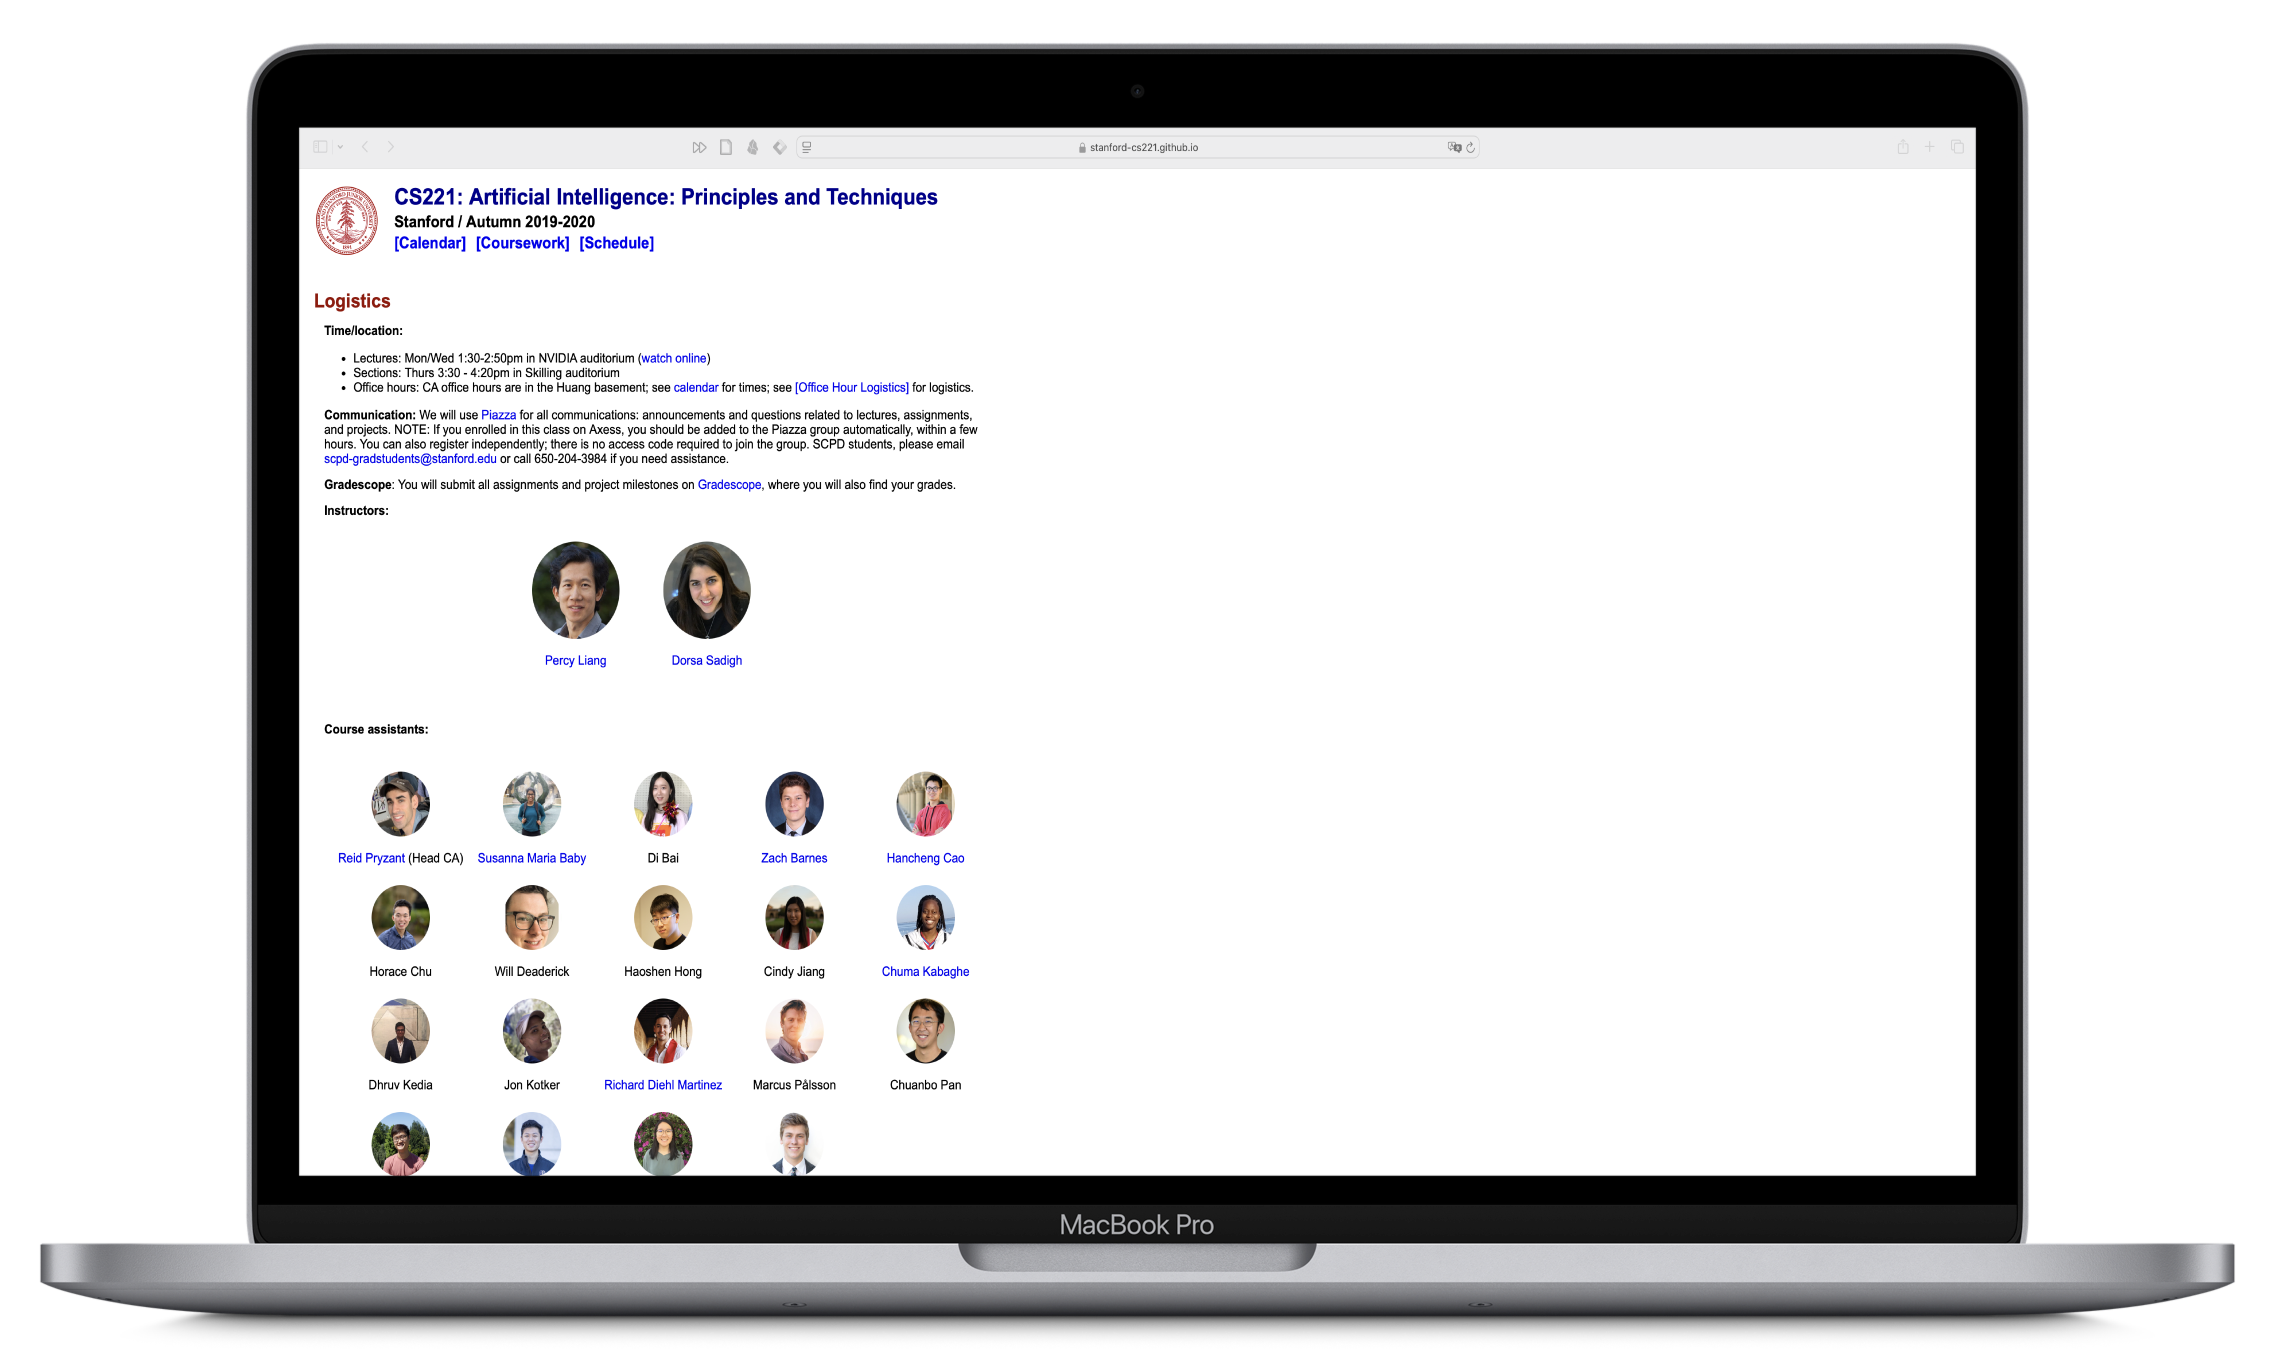 stanford-cs221.github.io
CS221: Artificial Intelligence: Principles and Techniques
Stanford / Autumn 2019-2020
[Calendar] [Coursework] [Schedule]
Logistics
Time/location:
• Lectures: Mon/Wed 1:30-2:50pm in NVIDIA auditorium (watch online)
• Sections: Thurs 3:30 - 4:20pm in Skilling auditorium
• Office hours: CA office hours are in the Huang basement; see calendar for times; see [Office Hour Logistics] for logistics.
Communication: We will use Piazza for all communications: announcements and questions related to lectures, assignments,
and projects. NOTE: If you enrolled in this class on Axess, you should be added to the Piazza group automatically, within a few
hours. You can also register independently; there is no access code required to join the group. SCPD students, please email
scpd-gradstudents@stanford.edu or call 650-204-3984 if you need assistance.
Gradescope: You will submit all assignments and project milestones on Gradescope, where you will also find your grades.
Instructors:
Percy Liang Dorsa Sadigh
Course assistants:
Reid Pryzant (Head CA) Susanna Maria Baby Di Bai Zach Barnes Hancheng Cao
Horace Chu Will Deaderick Haoshen Hong Cindy Jiang Chuma Kabaghe
Dhruv Kedia Jon Kotker Richard Diehl Martinez Marcus Pålsson Chuanbo Pan
MacBook Pro